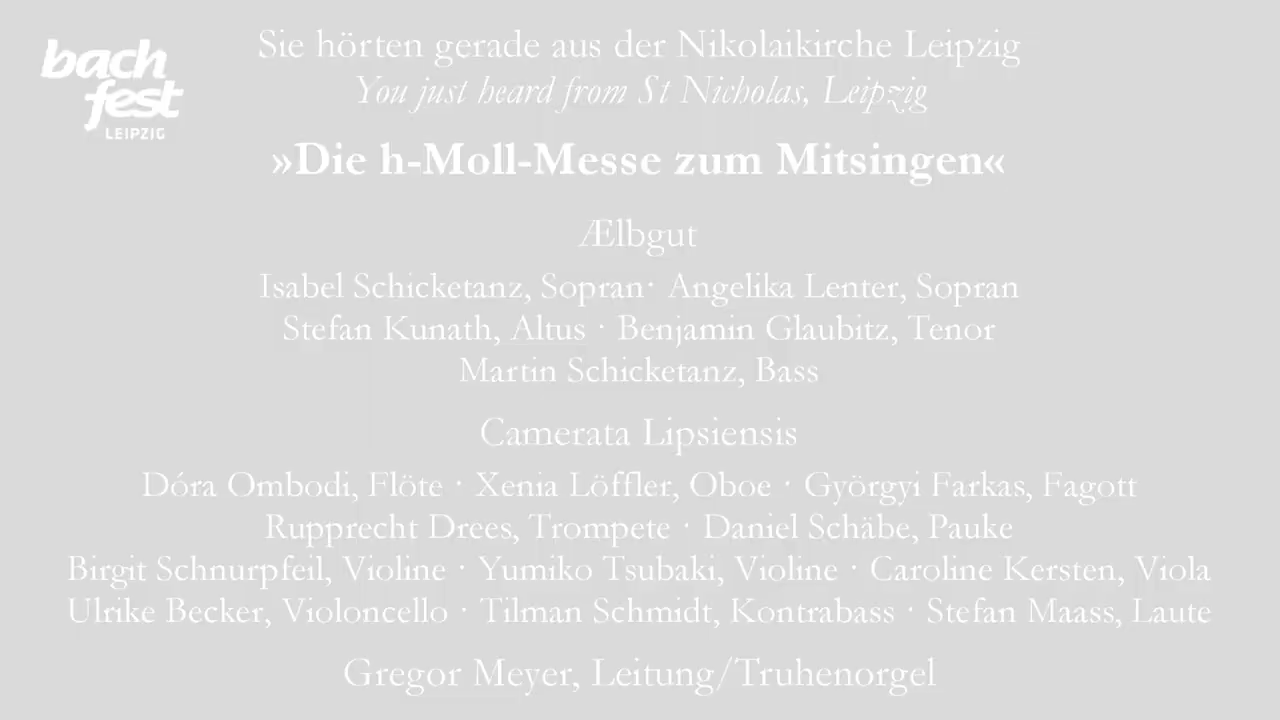 bach
fest
LEIPZIG
Sie hörten gerade aus der Nikolaikirche Leipzig
You just heard from St Nicholas, Leipzig
»Die h-Moll-Messe zum Mitsingen«
Ælbgut
Isabel Schicketanz, Sopran · Angelika Lenter, Sopran
Stefan Kunath, Altus · Benjamin Glaubitz, Tenor
Martin Schicketanz, Bass
Camerata Lipsiensis
Dóra Ombodi, Flöte · Xenia Löffler, Oboe · Györgyi Farkas, Fagott
Rupprecht Drees, Trompete · Daniel Schäbe, Pauke
Birgit Schnurpfeil, Violine · Yumiko Tsubaki, Violine · Caroline Kersten, Viola
Ulrike Becker, Violoncello · Tilman Schmidt, Kontrabass · Stefan Maass, Laute
Gregor Meyer, Leitung/Truhenorgel